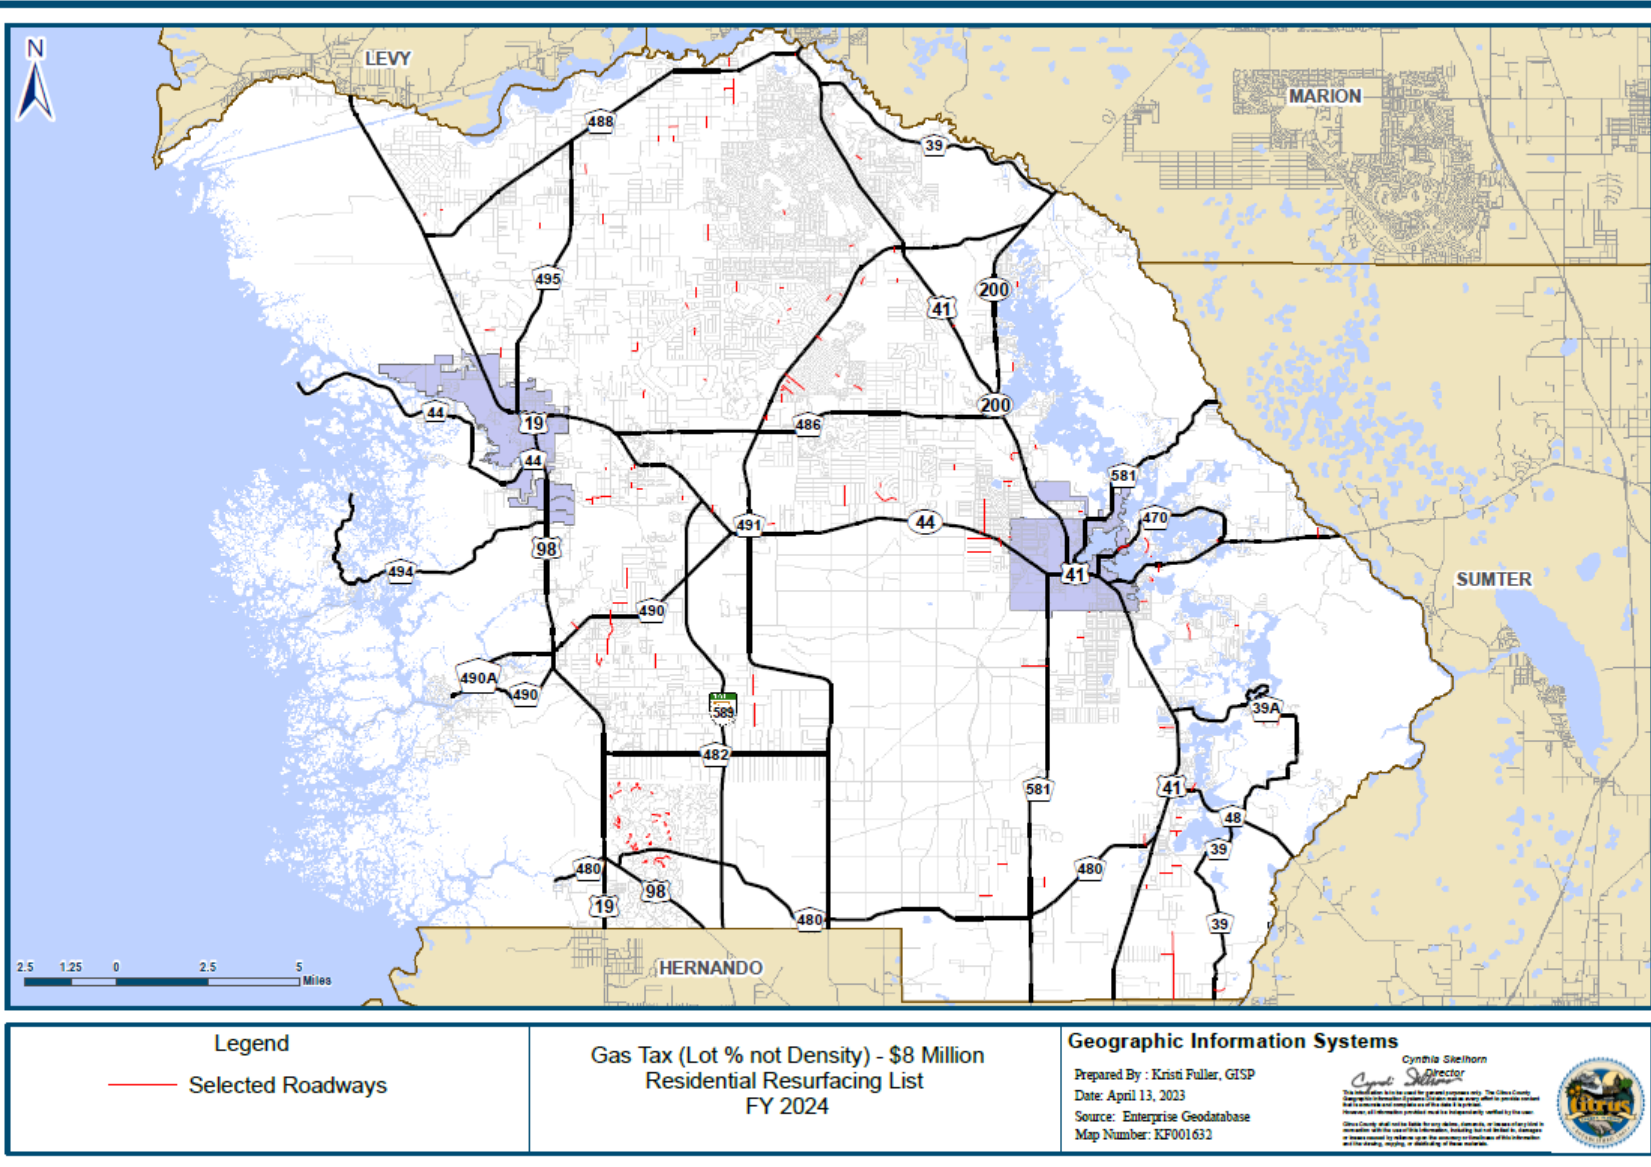 N
LEVY
MARION
488
39
495
200
41
44
19
200
486
44
581
491
44
470
98
494
41
SUMTER
490
490A
490
39A
589
482
581
41
48
39
480
480
98
19
480
39
HERNANDO
2.5 1.25 0 2.5 5
Miles
Legend
Selected Roadways
Gas Tax (Lot % not Density) - $8 Million
Residential Resurfacing List
FY 2024
Geographic Information Systems
Cynthia Skelhorn
Director
Prepared By : Kristi Fuller, GISP
Date: April 13, 2023
Source: Enterprise Geodatabase
Map Number: KF001632
Citrus